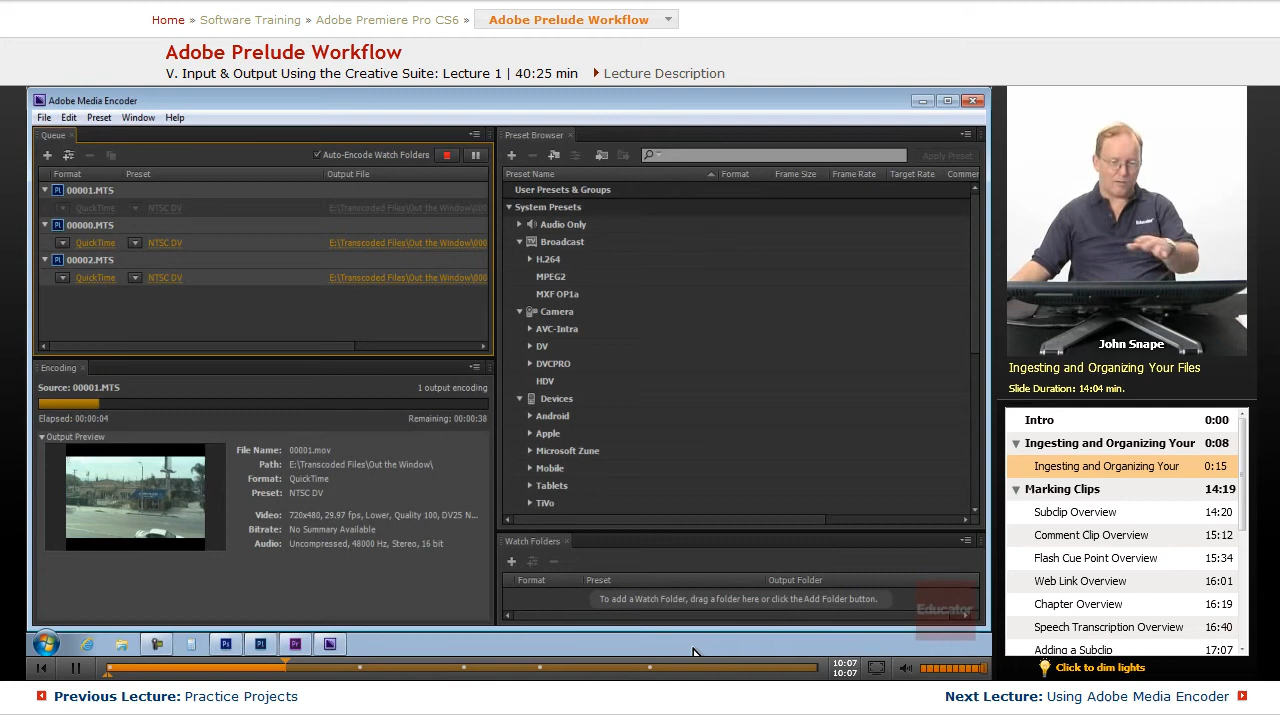 Home » Software Training » Adobe Premiere Pro CS6 » Adobe Prelude Workflow
Adobe Prelude Workflow
V. Input & Output Using the Creative Suite: Lecture 1 | 40:25 min Lecture Description
Adobe Media Encoder
File Edit Preset Window Help
Queue
Auto-Encode Watch Folders
Format Preset Output File
00001.MTS
QuickTime NTSC DV E:\Transcoded Files\Out the Window\000
00000.MTS
QuickTime NTSC DV E:\Transcoded Files\Out the Window\000
00002.MTS
QuickTime NTSC DV E:\Transcoded Files\Out the Window\000
Encoding
Source: 00001.MTS 1 output encoding
Elapsed: 00:00:04 Remaining: 00:00:38
Output Preview
File Name: 00001.mov
Path: E:\Transcoded Files\Out the Window\
Format: QuickTime
Preset: NTSC DV
Video: 720x480, 29.97 fps, Lower, Quality 100, DV25 N...
Bitrate: No Summary Available
Audio: Uncompressed, 48000 Hz, Stereo, 16 bit
Preset Browser
Apply Preset
Preset Name Format Frame Size Frame Rate Target Rate Commer
User Presets & Groups
System Presets
Audio Only
Broadcast
H.264
MPEG2
MXF OP1a
Camera
AVC-Intra
DV
DVCPRO
HDV
Devices
Android
Apple
Microsoft Zune
Mobile
Tablets
TiVo
Watch Folders
Format Preset Output Folder
To add a Watch Folder, drag a folder here or click the Add Folder button.
Educator
10:07
10:07
Educator
John Snape
Ingesting and Organizing Your Files
Slide Duration: 14:04 min.
Intro 0:00
Ingesting and Organizing Your 0:08
Ingesting and Organizing Your 0:15
Marking Clips 14:19
Subclip Overview 14:20
Comment Clip Overview 15:12
Flash Cue Point Overview 15:34
Web Link Overview 16:01
Chapter Overview 16:19
Speech Transcription Overview 16:40
Adding a Subclip 17:07
Click to dim lights
Previous Lecture: Practice Projects
Next Lecture: Using Adobe Media Encoder